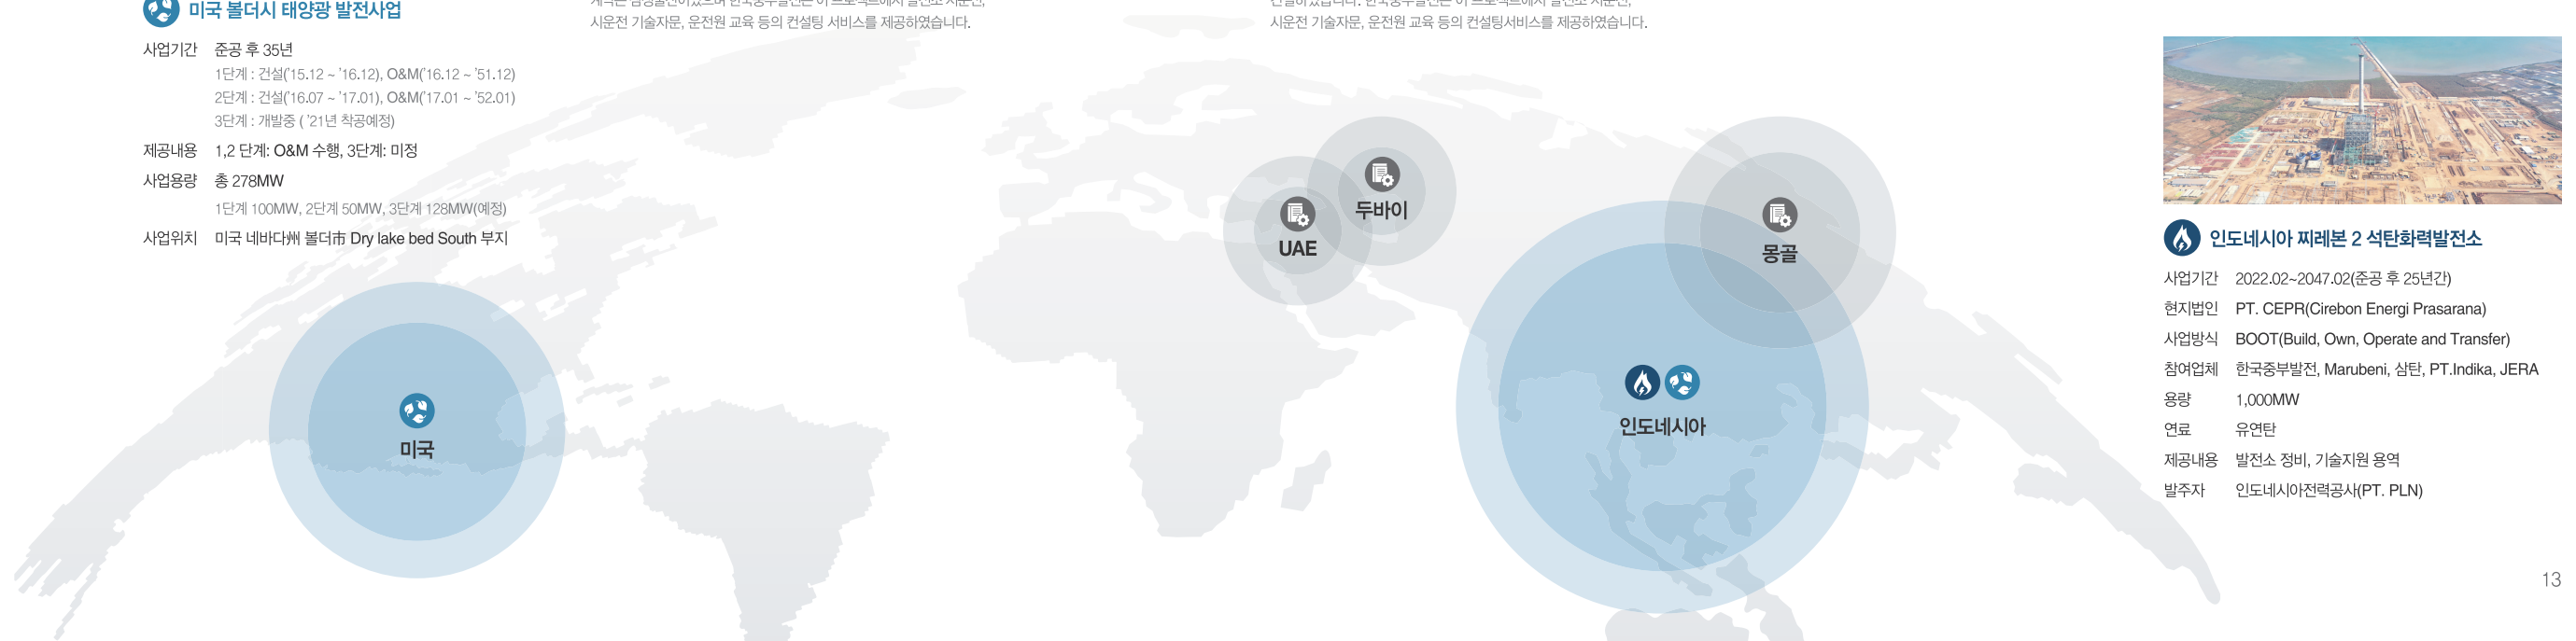 미국 볼더시 태양광 발전사업
사업기간 준공 후 35년
1단계 : 건설('15.12 ~ '16.12), O&M('16.12 ~ '51.12)
2단계 : 건설('16.07 ~ '17.01), O&M('17.01 ~ '52.01)
3단계 : 개발중 ( '21년 착공예정)
제공내용 1,2 단계: O&M 수행, 3단계: 미정
사업용량 총 278MW
1단계 100MW, 2단계 50MW, 3단계 128MW(예정)
사업위치 미국 네바다州 볼더市 Dry lake bed South 부지
시운전 기술자문, 운전원 교육 등의 컨설팅 서비스를 제공하였습니다.
시운전 기술자문, 운전원 교육 등의 컨설팅서비스를 제공하였습니다.
두바이
UAE
몽골
미국
인도네시아
인도네시아 찌레본 2 석탄화력발전소
사업기간 2022.02~2047.02(준공 후 25년간)
현지법인 PT. CEPR(Cirebon Energi Prasarana)
사업방식 BOOT(Build, Own, Operate and Transfer)
참여업체 한국중부발전, Marubeni, 삼탄, PT.Indika, JERA
용량 1,000MW
연료 유연탄
제공내용 발전소 정비, 기술지원 용역
발주자 인도네시아전력공사(PT. PLN)
13